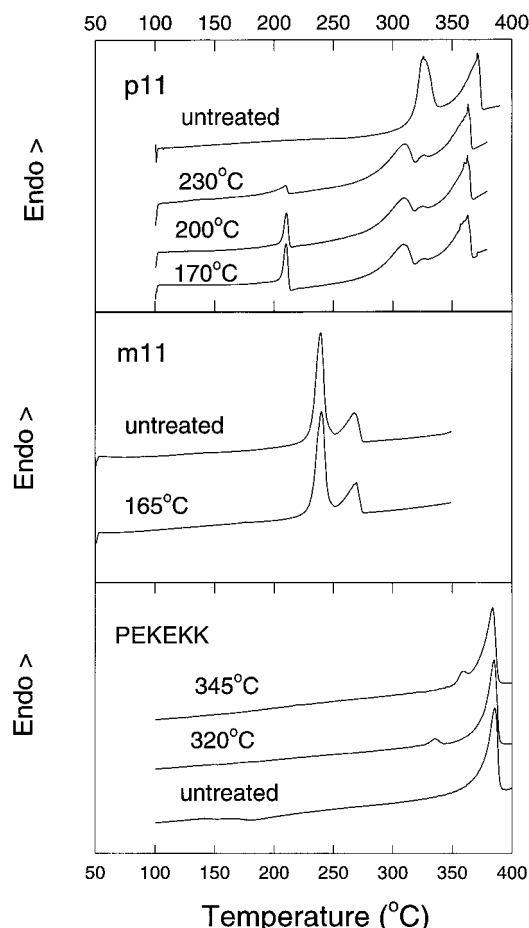 50 100 150 200 250 300 350 400
p11
untreated
230°C
200°C
170°C
Endo >
m11
untreated
165°C
Endo >
PEKEKK
345°C
320°C
untreated
Endo >
50 100 150 200 250 300 350 400
Temperature (°C)